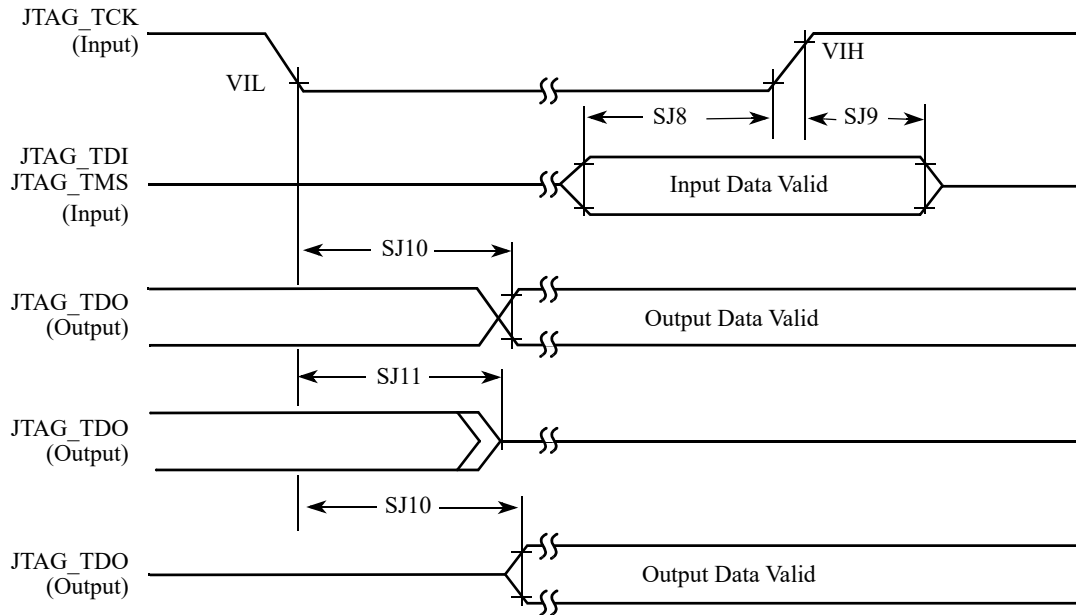 JTAG_TCK
(Input)
VIL
VIH
SJ8
SJ9
JTAG_TDI
JTAG_TMS
(Input)
Input Data Valid
SJ10
JTAG_TDO
(Output)
Output Data Valid
SJ11
JTAG_TDO
(Output)
SJ10
JTAG_TDO
(Output)
Output Data Valid